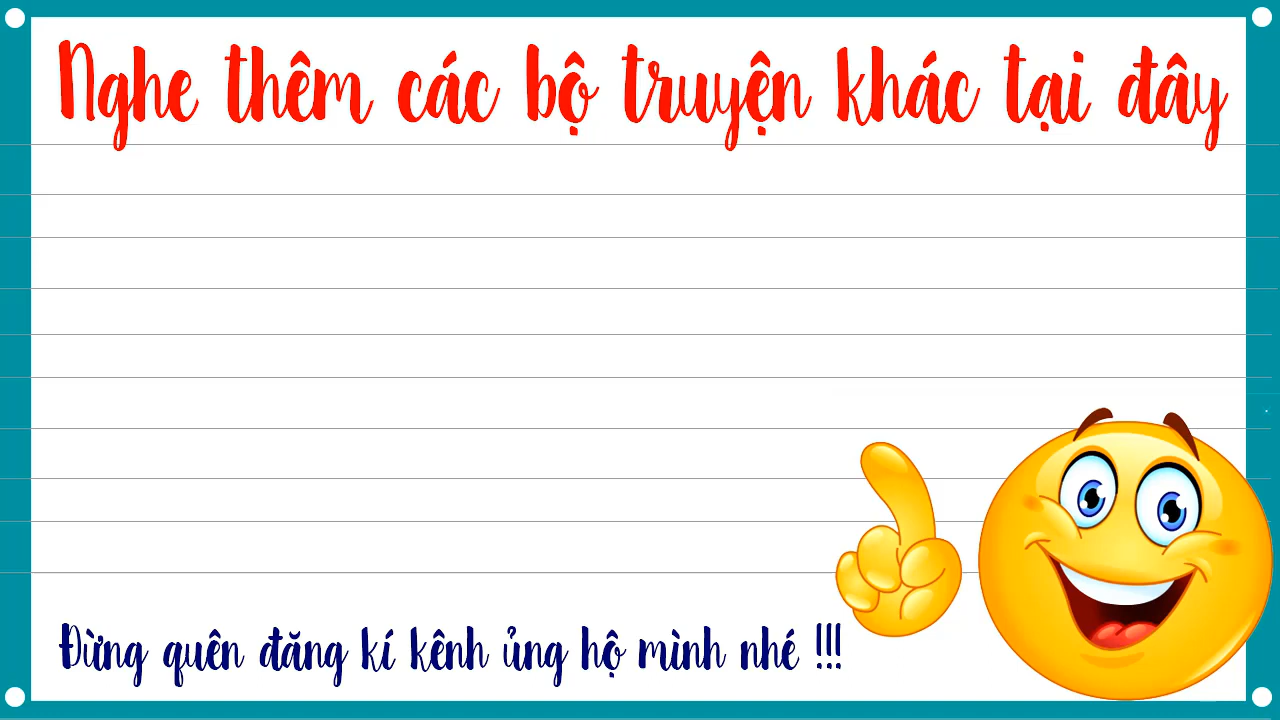 Nghe thêm các bộ truyện khác tại đây
Đừng quên đăng kí kênh ủng hộ mình nhé !!!